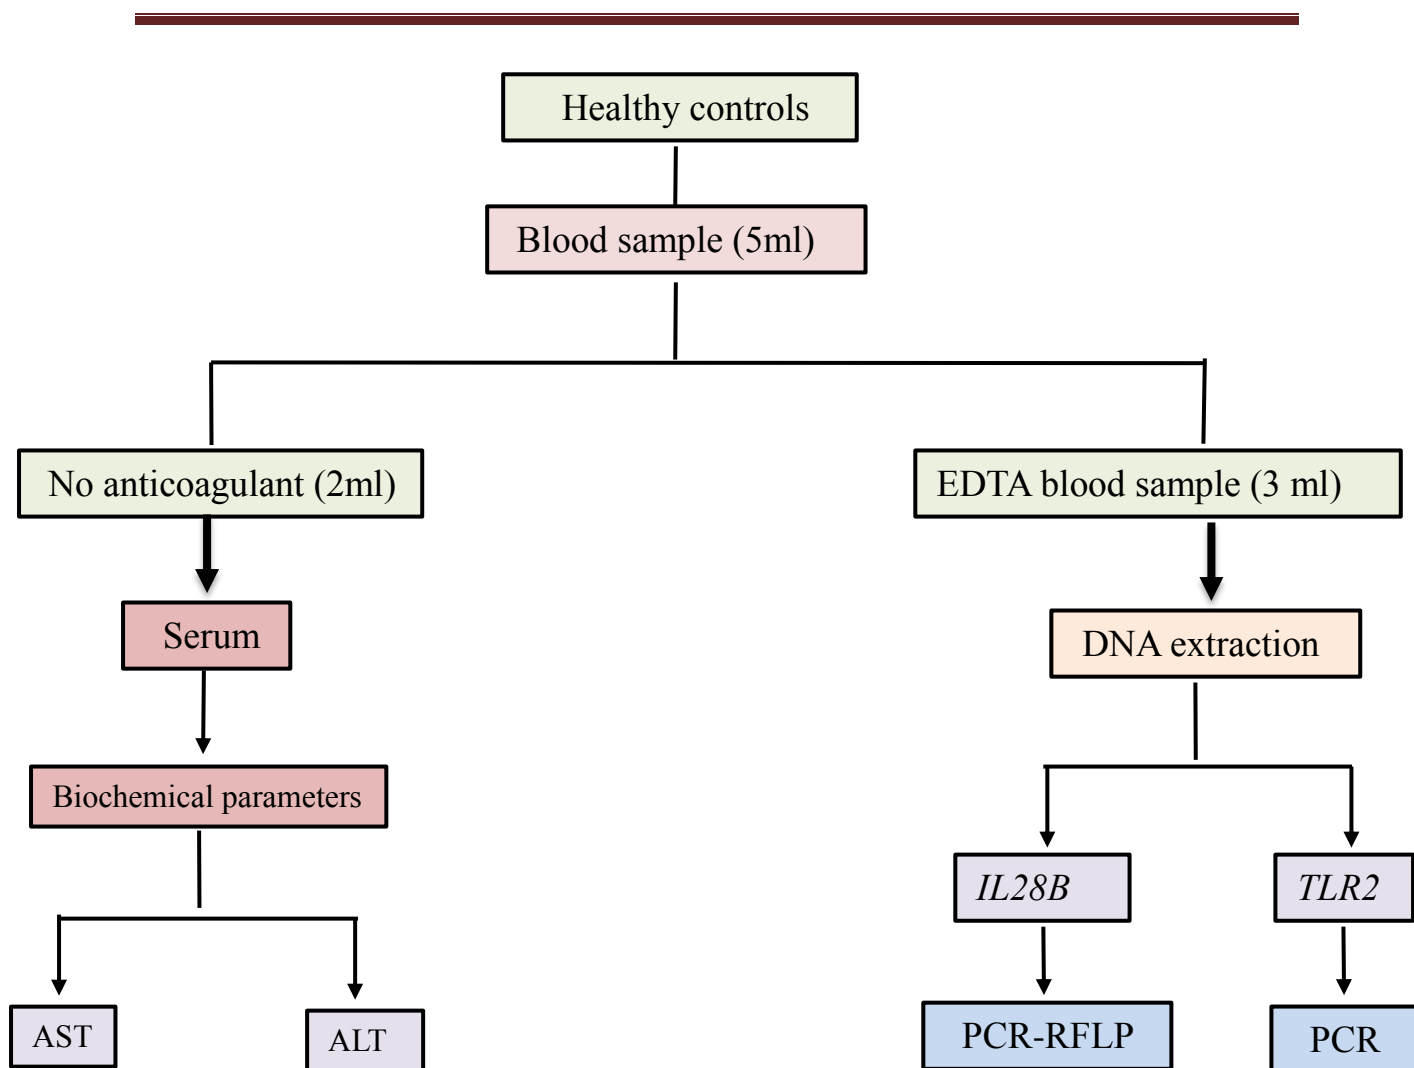 Healthy controls
Blood sample (5ml)
No anticoagulant (2ml)
EDTA blood sample (3 ml)
Serum
DNA extraction
Biochemical parameters
IL28B
TLR2
AST
ALT
PCR-RFLP
PCR